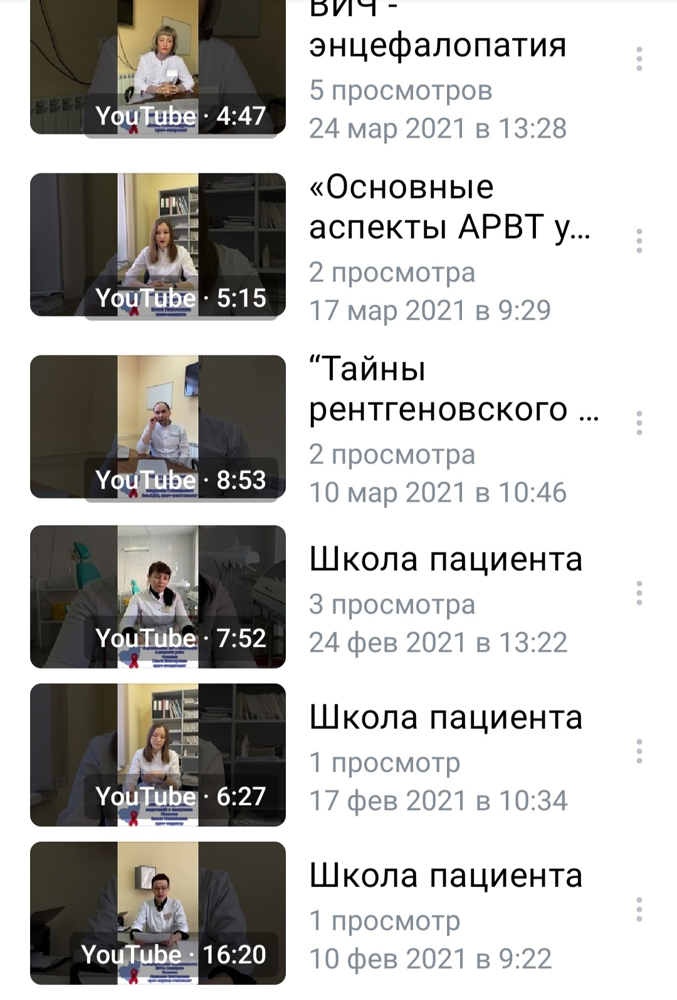 ВИЧ -
энцефалопатия
5 просмотров
24 мар 2021 в 13:28
YouTube · 4:47
«Основные
аспекты АРВТ у...
2 просмотра
17 мар 2021 в 9:29
YouTube · 5:15
“Тайны
рентгеновского ...
2 просмотра
10 мар 2021 в 10:46
YouTube · 8:53
Школа пациента
3 просмотра
24 фев 2021 в 13:22
YouTube · 7:52
Школа пациента
1 просмотр
17 фев 2021 в 10:34
YouTube · 6:27
Школа пациента
1 просмотр
10 фев 2021 в 9:22
YouTube · 16:20